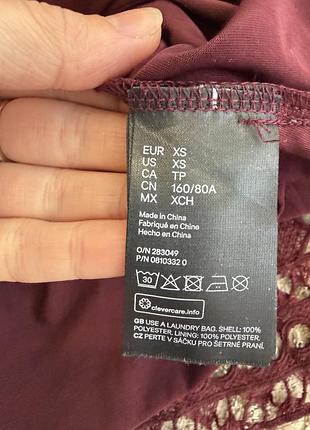 EUR XS
US XS
CA TP
CN 160/80A
MX XCH
Made in China
Fabriqué en Chine
Hecho en China
O/N 283049
P/N 0810332 0
30
clevercare.info
GB USE A LAUNDRY BAG. SHELL: 100%
POLYESTER. LINING: 100% POLYESTER.
CZ PERTE V SÁČKU PRO ŠETRNÉ PRANÍ.